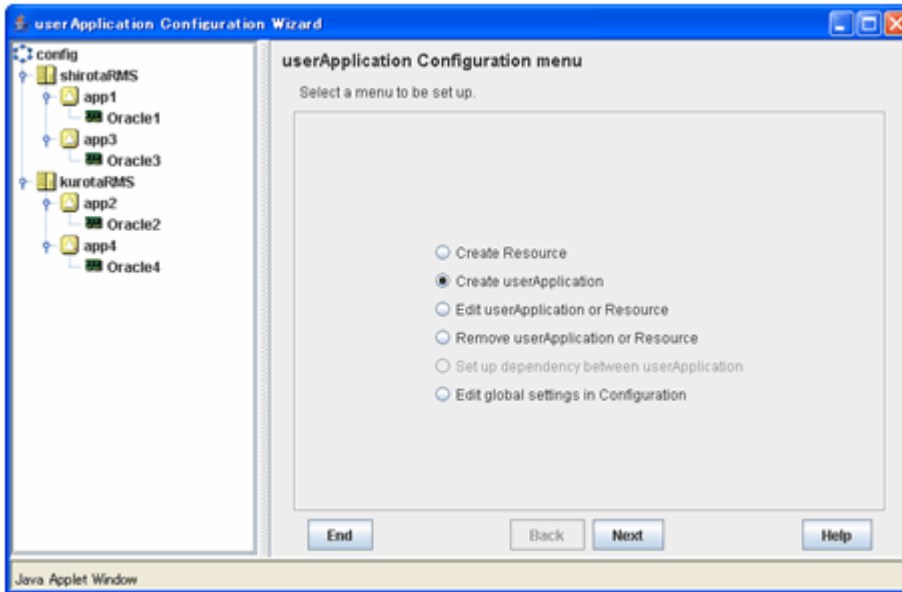 userApplication Configuration Wizard
config
shirotaRMS
app1
Oracle1
app3
Oracle3
kurotaRMS
app2
Oracle2
app4
Oracle4
userApplication Configuration menu
Select a menu to be set up.
Create Resource
Create userApplication
Edit userApplication or Resource
Remove userApplication or Resource
Set up dependency between userApplication
Edit global settings in Configuration
End Back Next Help
Java Applet Window